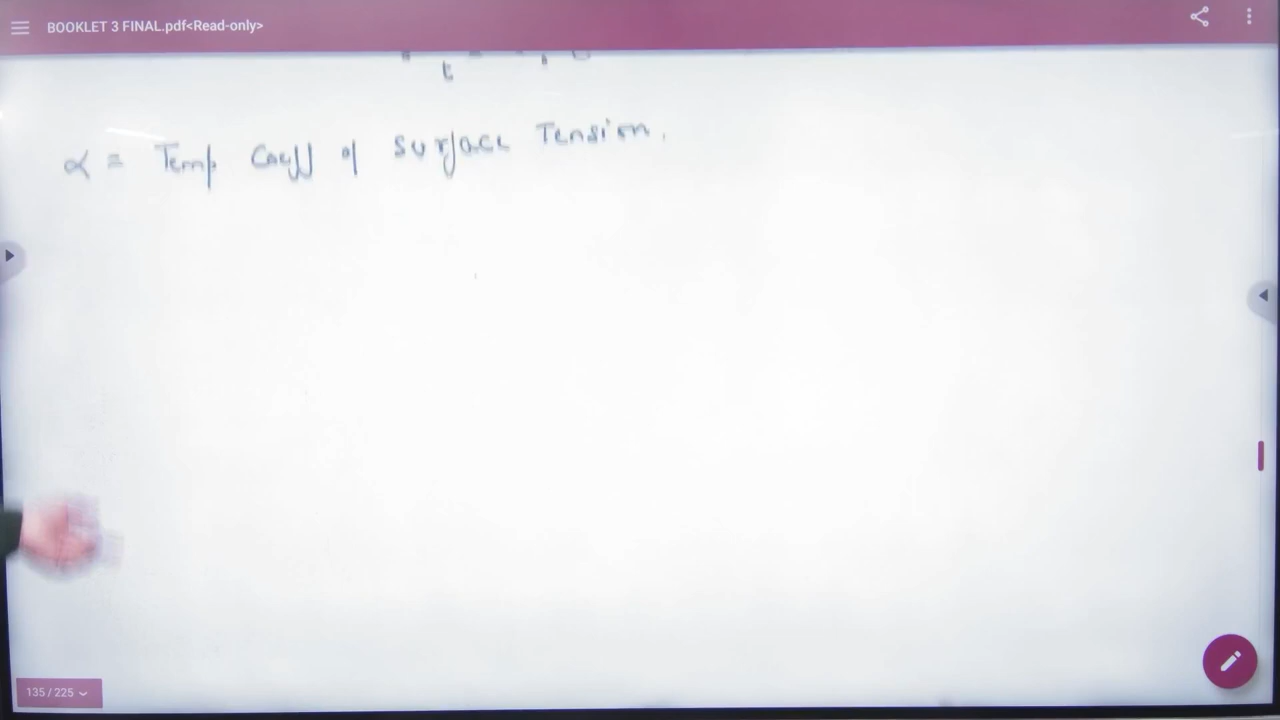 BOOKLET 3 FINAL.pdf<Read-only>
t
α = Temp Coeff of Surface Tension.
135 / 225